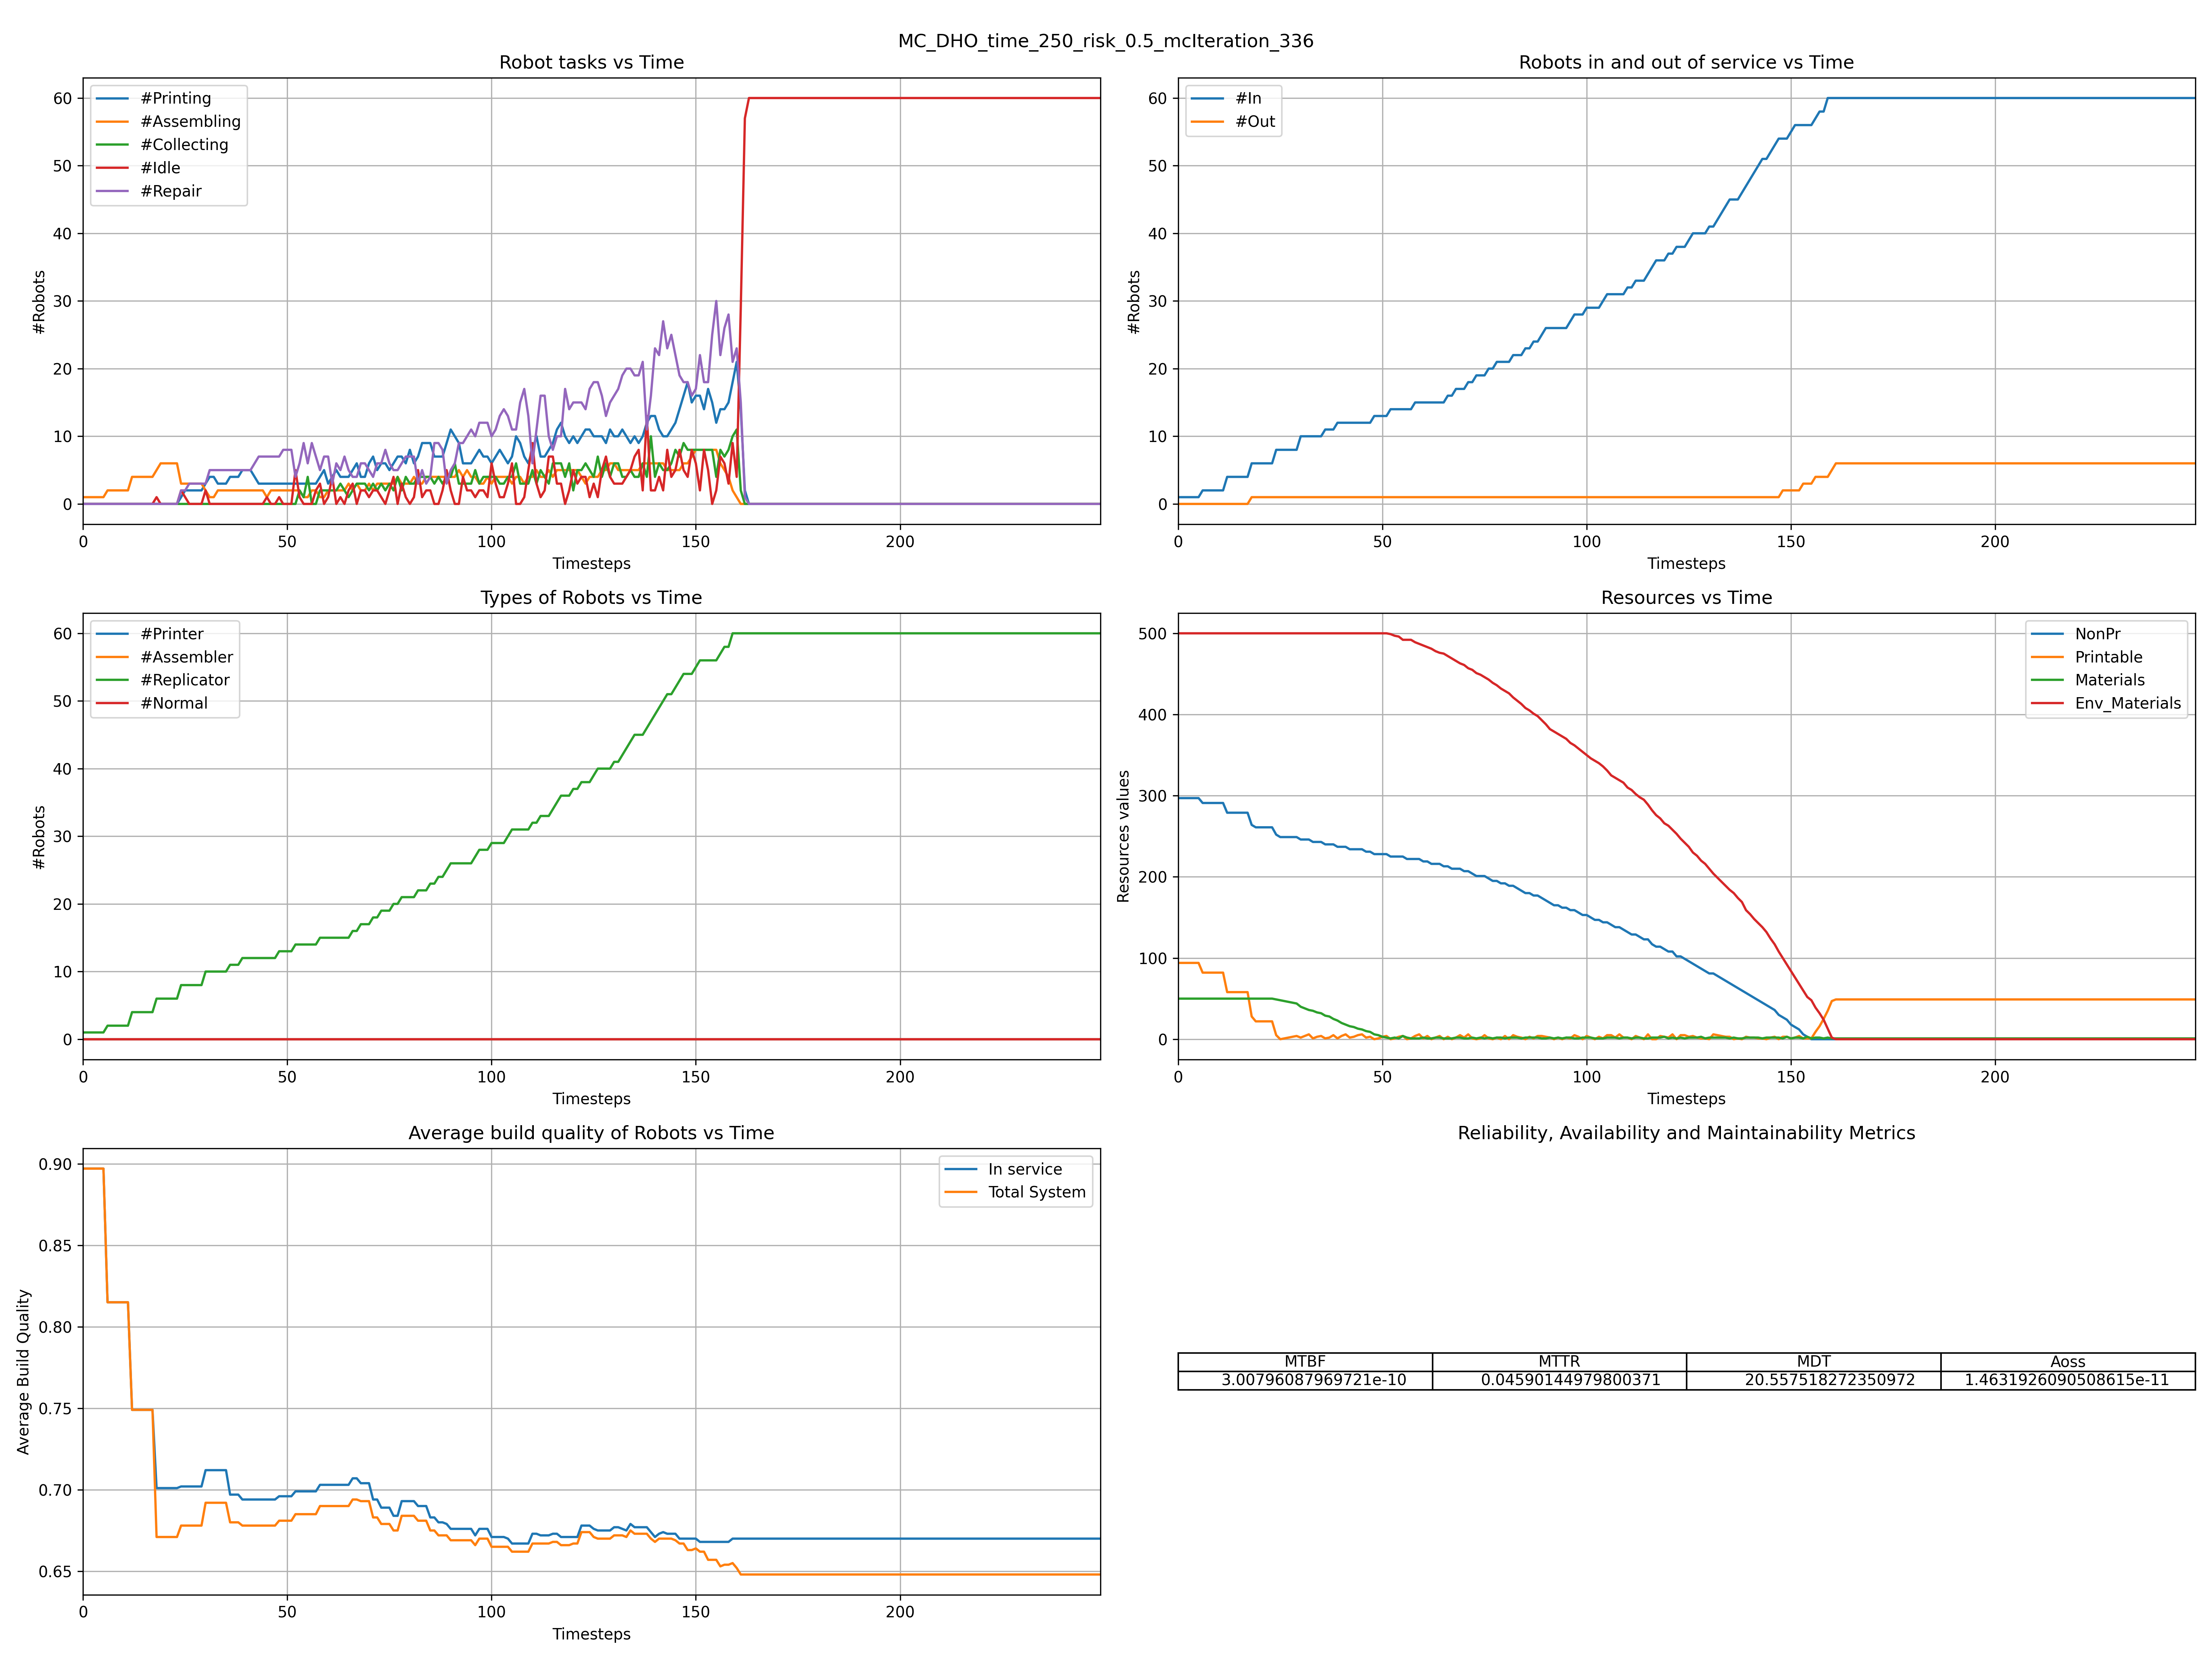 MC_DHO_time_250_risk_0.5_mcIteration_336
Robot tasks vs Time
#Robots
60
50
40
30
20
10
0
#Printing
#Assembling
#Collecting
#Idle
#Repair
0 50 100 150 200
Timesteps
Robots in and out of service vs Time
#Robots
60
50
40
30
20
10
0
#In
#Out
0 50 100 150 200
Timesteps
Types of Robots vs Time
#Robots
60
50
40
30
20
10
0
#Printer
#Assembler
#Replicator
#Normal
0 50 100 150 200
Timesteps
Resources vs Time
Resources values
500
400
300
200
100
0
NonPr
Printable
Materials
Env_Materials
0 50 100 150 200
Timesteps
Average build quality of Robots vs Time
Average Build Quality
0.90
0.85
0.80
0.75
0.70
0.65
In service
Total System
0 50 100 150 200
Timesteps
Reliability, Availability and Maintainability Metrics
MTBF MTTR MDT Aoss
3.00796087969721e-10 0.04590144979800371 20.557518272350972 1.4631926090508615e-11